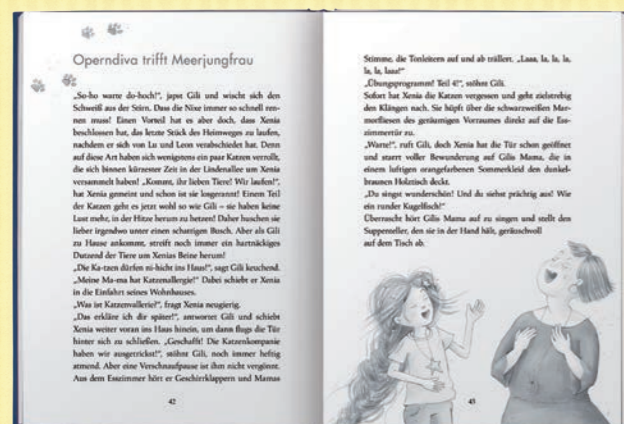 Operndiva trifft Meerjungfrau
„So-ho warte do-hoch!“, japst Gili und wischt sich den
Schweiß aus der Stirn. Dass die Nixe immer so schnell ren-
nen muss! Einen Vorteil hat es aber doch, dass Xenia
beschlossen hat, das letzte Stück des Heimweges zu laufen,
nachdem er sich von Lu und Leon verabschiedet hat. Denn
auf diese Art haben sich wenigstens ein paar Katzen verrollt,
die sich binnen kürzester Zeit in der Lindenallee um Xenia
versammelt haben! „Kommt, ihr lieben Tiere! Wir laufen!“,
hat Xenia gemeint und schon ist sie losgerannt! Einem Teil
der Katzen geht es jetzt wohl so wie Gili – sie haben keine
Lust mehr, in der Hitze herum zu hetzen! Daher huschen sie
lieber irgendwo unter einen schattigen Busch. Aber als Gili
zu Hause ankommt, streift noch immer ein hartnäckiges
Dutzend der Tiere um Xenias Beine herum!
„Die Ka-tzen dürfen ni-hicht ins Haus!“, sagt Gili keuchend.
„Meine Ma-ma hat Katzenallergie!“ Dabei schiebt er Xenia
in die Einfahrt seines Wohnhauses.
„Was ist Katzenvallerie?“, fragt Xenia neugierig.
„Das erkläre ich dir später!“, antwortet Gili und schiebt
Xenia weiter voran ins Haus hinein, um dann flugs die Tür
hinter sich zu schließen. „Geschafft! Die Katzenkompanie
haben wir ausgetrickst!“, stöhnt Gili, noch immer heftig
atmend. Aber eine Verschnaufpause ist ihm nicht vergönnt.
Aus dem Esszimmer hört er Geschirrklappern und Mamas
42
Stimme, die Tonleitern auf und ab trällert. „Laaa, la, la, la,
la, la, laaa!“
„Übungsprogramm! Teil 4!“, stöhnt Gili.
Sofort hat Xenia die Katzen vergessen und geht zielstrebig
den Klängen nach. Sie hüpft über die schwarzweißen Mar-
morfliesen des geräumigen Vorraumes direkt auf die Ess-
zimmertür zu.
„Warte!“, ruft Gili, doch Xenia hat die Tür schon geöffnet
und starrt voller Bewunderung auf Gilis Mama, die in
einem luftigen orangefarbenen Sommerkleid den dunkel-
braunen Holztisch deckt.
„Du singst wunderschön! Und du siehst prächtig aus! Wie
ein runder Kugelfisch!“
Überrascht hört Gilis Mama auf zu singen und stellt den
Suppenteller, den sie in der Hand hält, geräuschvoll
auf dem Tisch ab.
43